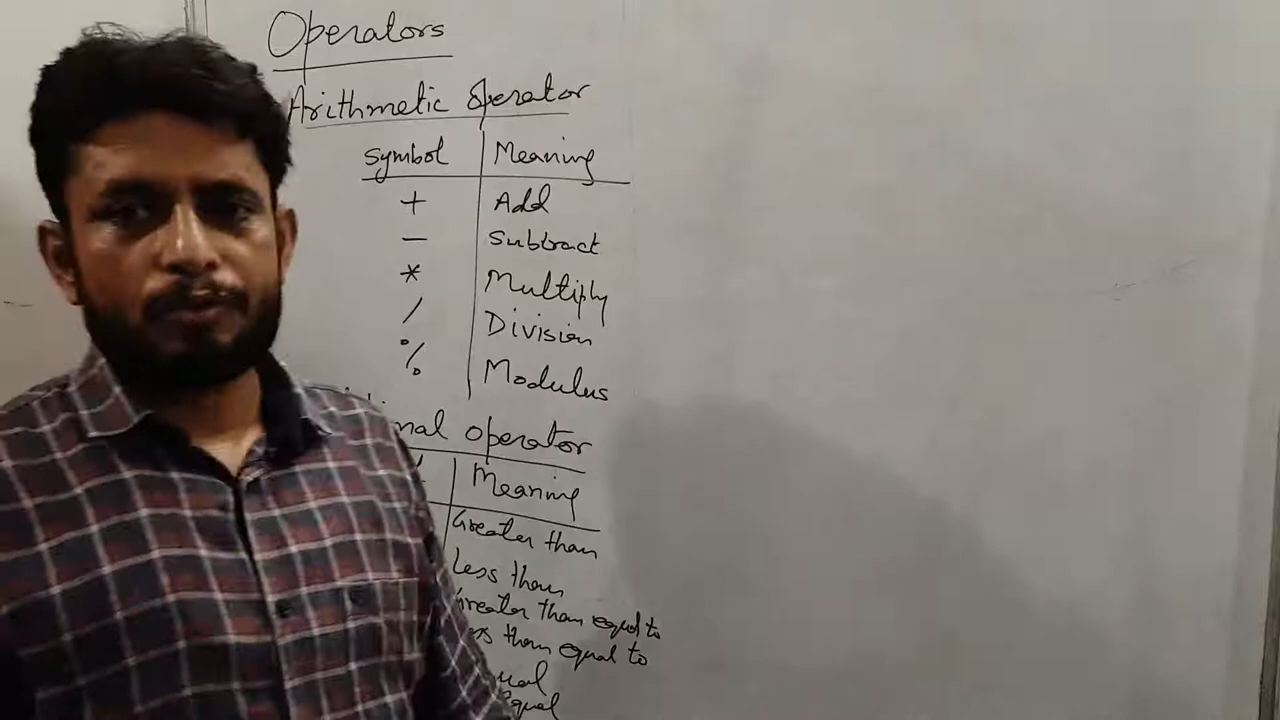 Operators
Arithmetic operator
Symbol Meaning
+ Add
- Subtract
* Multiply
/ Division
% Modulus
operator
Meaning
Greater than
Less than
Greater than equal to
than equal to